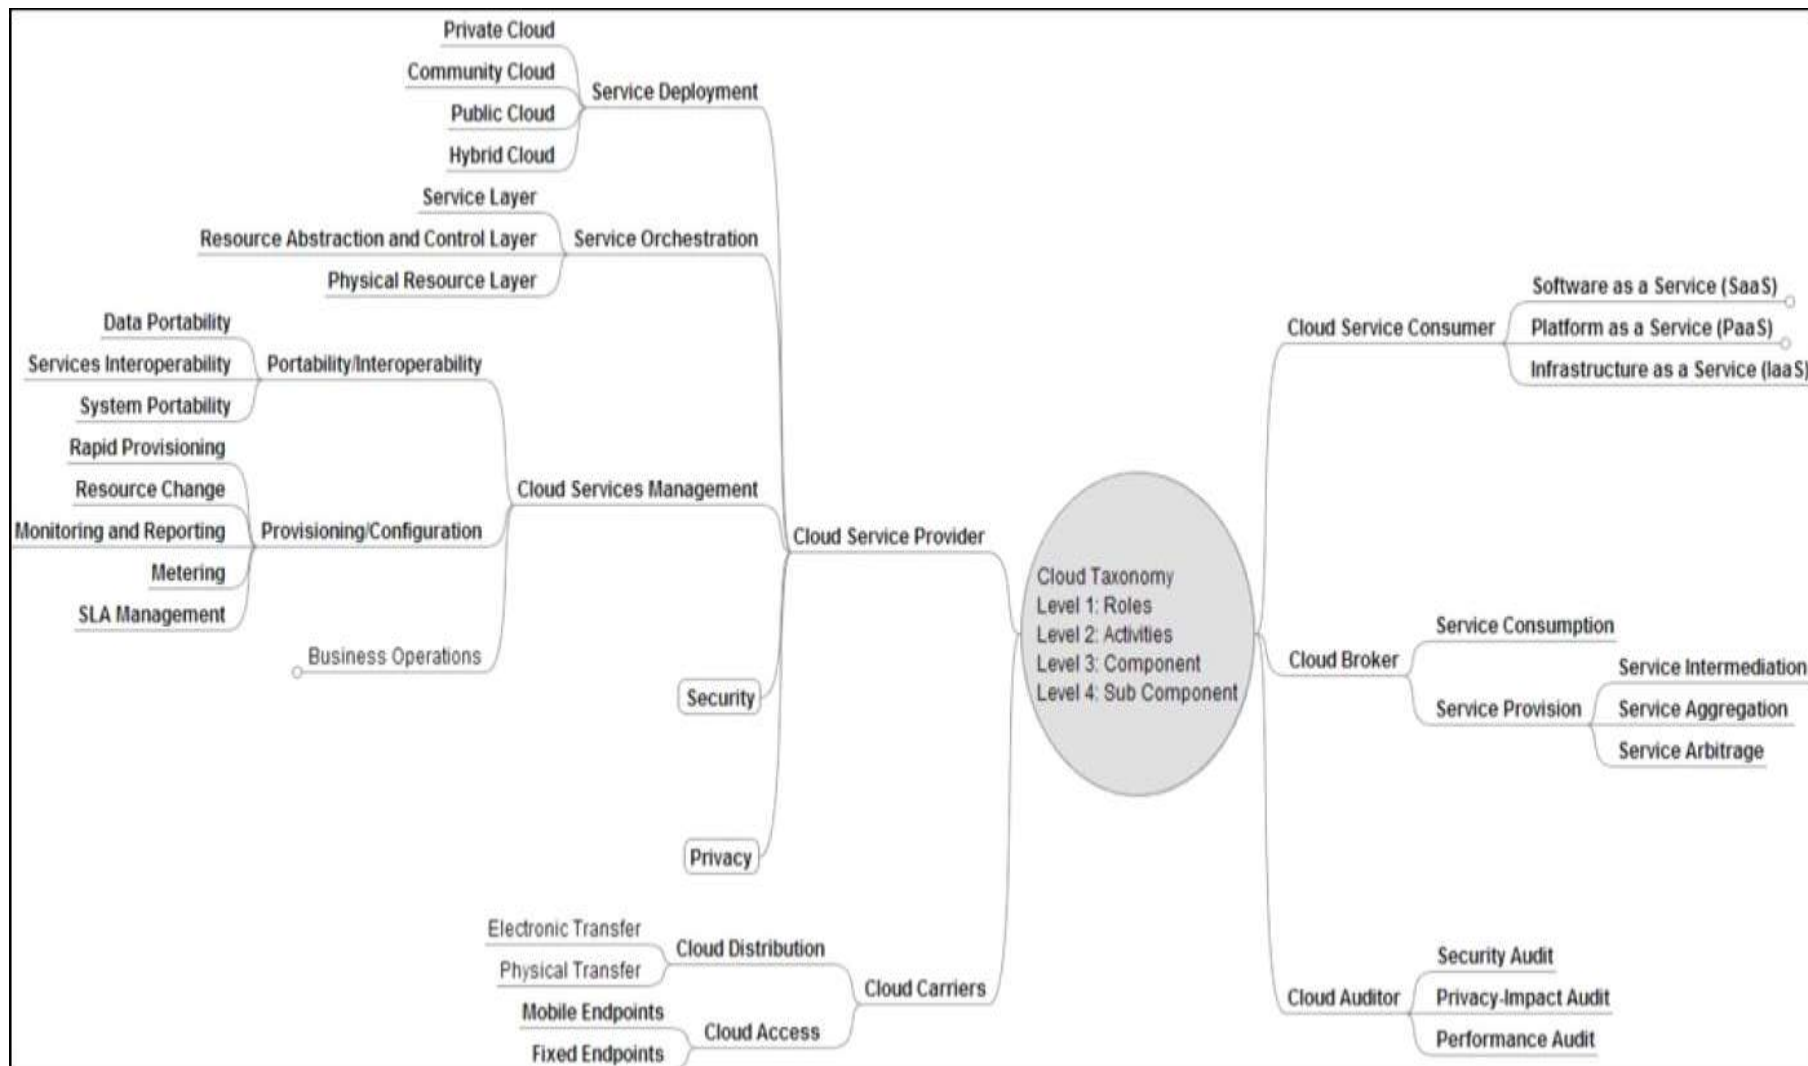 Private Cloud
Community Cloud
Public Cloud
Hybrid Cloud
Service Deployment
Service Layer
Resource Abstraction and Control Layer
Physical Resource Layer
Service Orchestration
Data Portability
Services Interoperability
System Portability
Portability/Interoperability
Rapid Provisioning
Resource Change
Monitoring and Reporting
Metering
SLA Management
Provisioning/Configuration
Business Operations
Cloud Services Management
Security
Privacy
Cloud Service Provider
Electronic Transfer
Physical Transfer
Cloud Distribution
Mobile Endpoints
Fixed Endpoints
Cloud Access
Cloud Carriers
Cloud Taxonomy
Level 1: Roles
Level 2: Activities
Level 3: Component
Level 4: Sub Component
Cloud Service Consumer
Software as a Service (SaaS)
Platform as a Service (PaaS)
Infrastructure as a Service (IaaS)
Cloud Broker
Service Consumption
Service Provision
Service Intermediation
Service Aggregation
Service Arbitrage
Cloud Auditor
Security Audit
Privacy-Impact Audit
Performance Audit